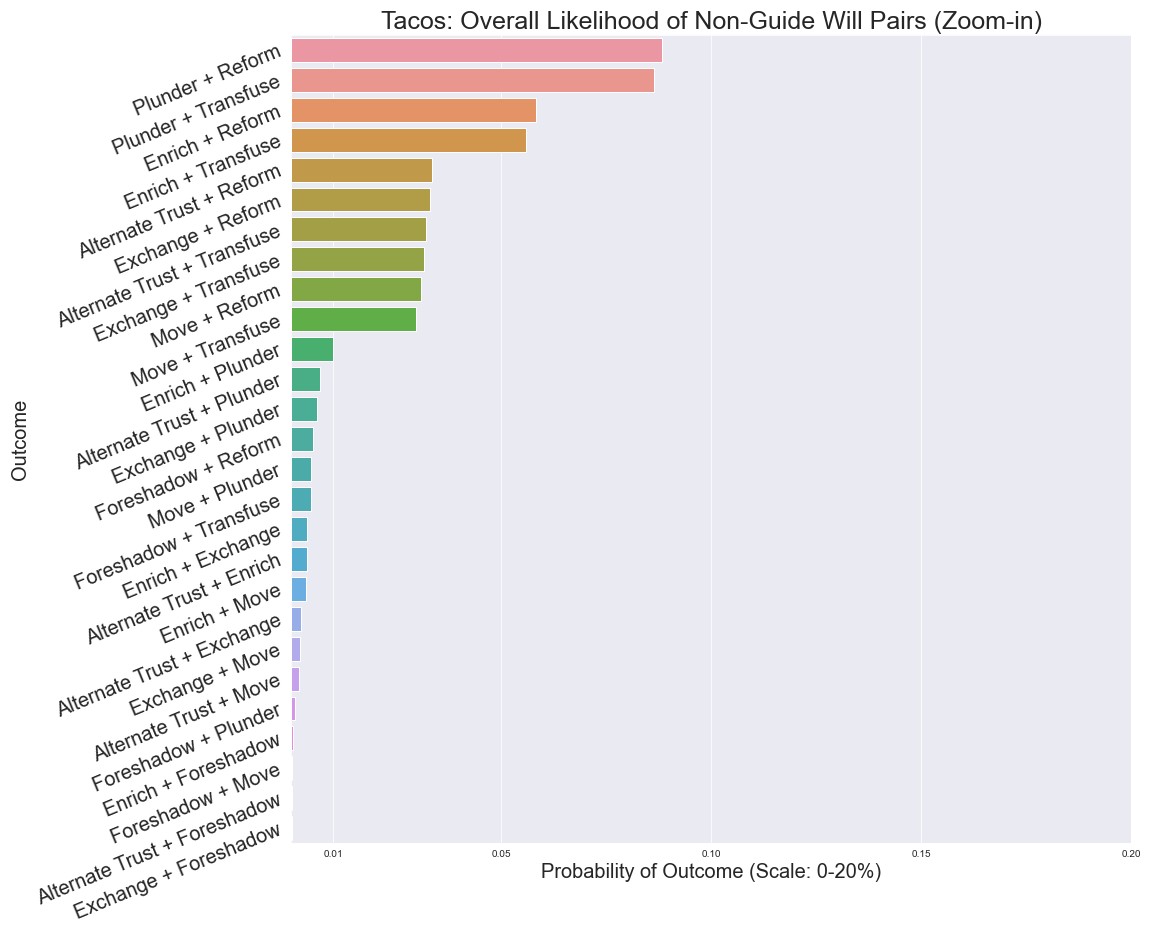 Tacos: Overall Likelihood of Non-Guide Will Pairs (Zoom-in)
Outcome
Plunder + Reform
Plunder + Transfuse
Enrich + Reform
Enrich + Transfuse
Alternate Trust + Reform
Exchange + Reform
Alternate Trust + Transfuse
Exchange + Transfuse
Move + Reform
Move + Transfuse
Enrich + Plunder
Alternate Trust + Plunder
Exchange + Plunder
Foreshadow + Reform
Move + Plunder
Foreshadow + Transfuse
Enrich + Exchange
Alternate Trust + Enrich
Enrich + Move
Alternate Trust + Exchange
Exchange + Move
Alternate Trust + Move
Foreshadow + Plunder
Enrich + Foreshadow
Foreshadow + Move
Alternate Trust + Foreshadow
Exchange + Foreshadow
0.01 0.05 0.10 0.15 0.20
Probability of Outcome (Scale: 0-20%)